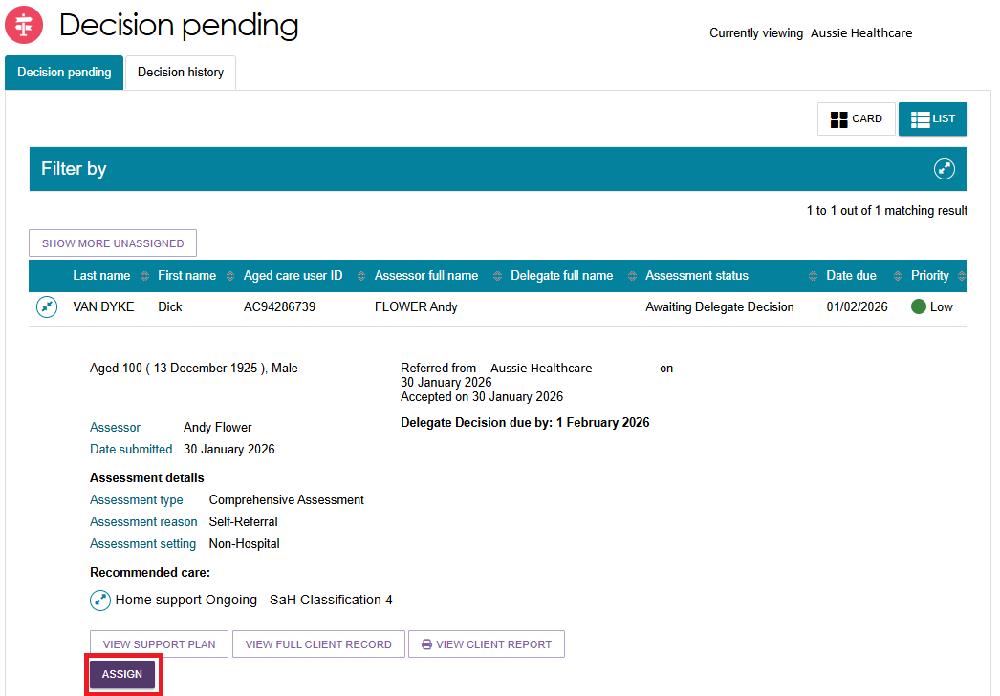 Decision pending
Currently viewing Aussie Healthcare
Decision pending Decision history
CARD LIST
Filter by
1 to 1 out of 1 matching result
SHOW MORE UNASSIGNED
Last name First name Aged care user ID Assessor full name Delegate full name Assessment status Date due Priority
VAN DYKE Dick AC94286739 FLOWER Andy Awaiting Delegate Decision 01/02/2026 Low
Aged 100 ( 13 December 1925 ), Male
Referred from Aussie Healthcare on
30 January 2026
Accepted on 30 January 2026
Delegate Decision due by: 1 February 2026
Assessor Andy Flower
Date submitted 30 January 2026
Assessment details
Assessment type Comprehensive Assessment
Assessment reason Self-Referral
Assessment setting Non-Hospital
Recommended care:
Home support Ongoing - SaH Classification 4
VIEW SUPPORT PLAN VIEW FULL CLIENT RECORD VIEW CLIENT REPORT
ASSIGN